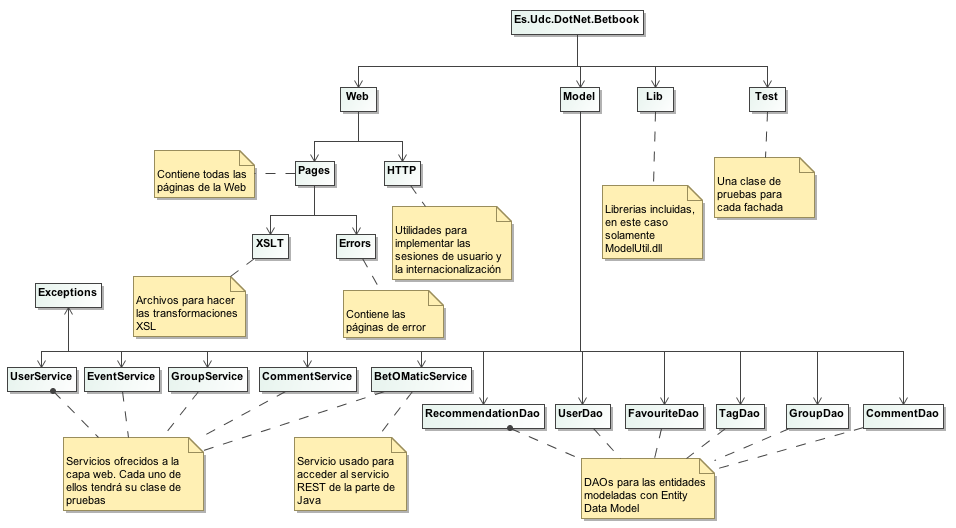 Es.Udc.DotNet.Betbook
Web
Model
Lib
Test
Contiene todas las
páginas de la Web
Pages
HTTP
Una clase de
pruebas para
cada fachada
Librerias incluidas,
en este caso
solamente
ModelUtil.dll
Utilidades para
implementar las
sesiones de usuario y
la internacionalización
XSLT
Errors
Archivos para hacer
las transformaciones
XSL
Contiene las
páginas de error
Exceptions
UserService
EventService
GroupService
CommentService
BetOMaticService
RecommendationDao
UserDao
FavouriteDao
TagDao
GroupDao
CommentDao
Servicios ofrecidos a la
capa web. Cada uno de
ellos tendrá su clase de
pruebas
Servicio usado para
acceder al servicio
REST de la parte de
Java
DAOs para las entidades
modeladas con Entity
Data Model